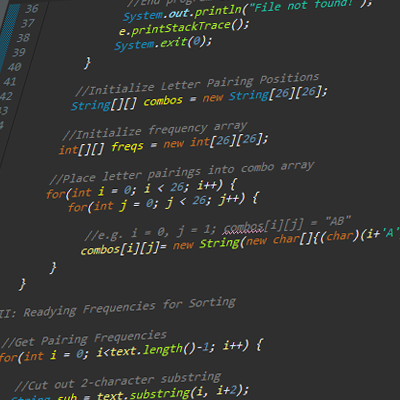 36 //End
37 System.out.println("File not found!");
38 e.printStackTrace();
39 System.exit(0);
40 }
41
42 //Initialize Letter Pairing Positions
String[][] combos = new String[26][26];
//Initialize frequency array
int[][] freqs = new int[26][26];
//Place letter pairings into combo array
for(int i = 0; i < 26; i++) {
for(int j = 0; j < 26; j++) {
//e.g. i = 0, j = 1; combos[i][j] = "AB"
combos[i][j]= new String(new char[]{(char)(i+'A'
}
}
II: Readying Frequencies for Sorting
//Get Pairing Frequencies
for(int i = 0; i<text.length()-1; i++) {
//Cut out 2-character substring
String sub = text.substring(i, i+2);